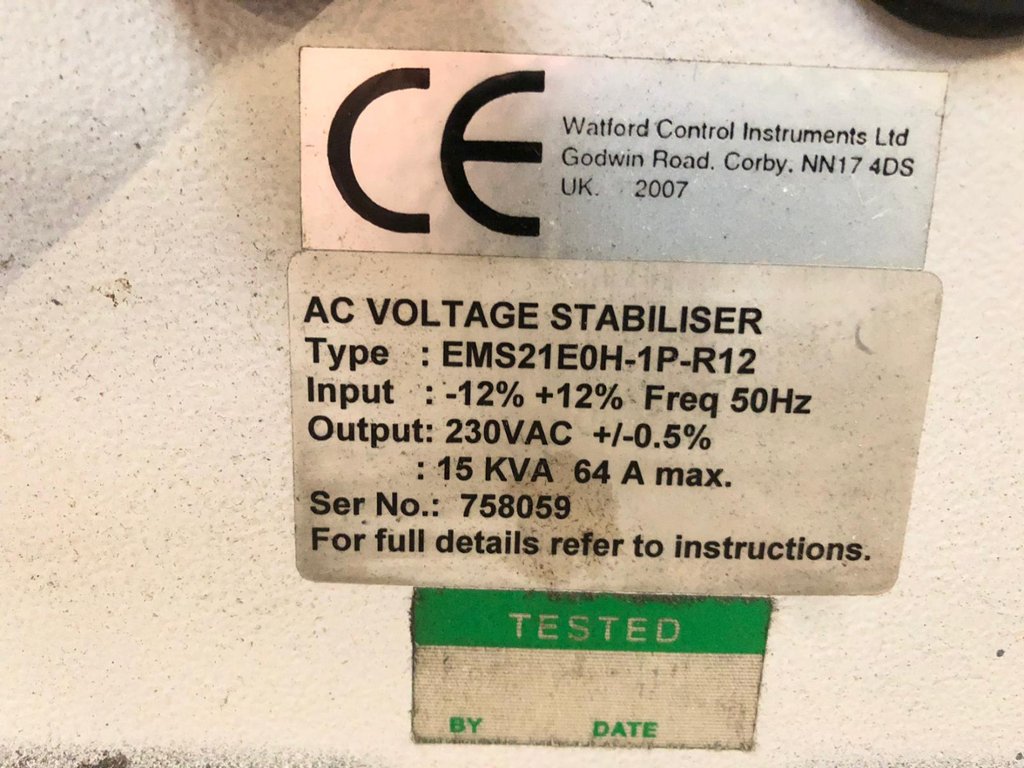 CE
Watford Control Instruments Ltd
Godwin Road. Corby. NN17 4DS
UK. 2007
AC VOLTAGE STABILISER
Type : EMS21E0H-1P-R12
Input : -12% +12% Freq 50Hz
Output: 230VAC +/-0.5%
: 15 KVA 64 A max.
Ser No.: 758059
For full details refer to instructions.
TESTED
BY DATE